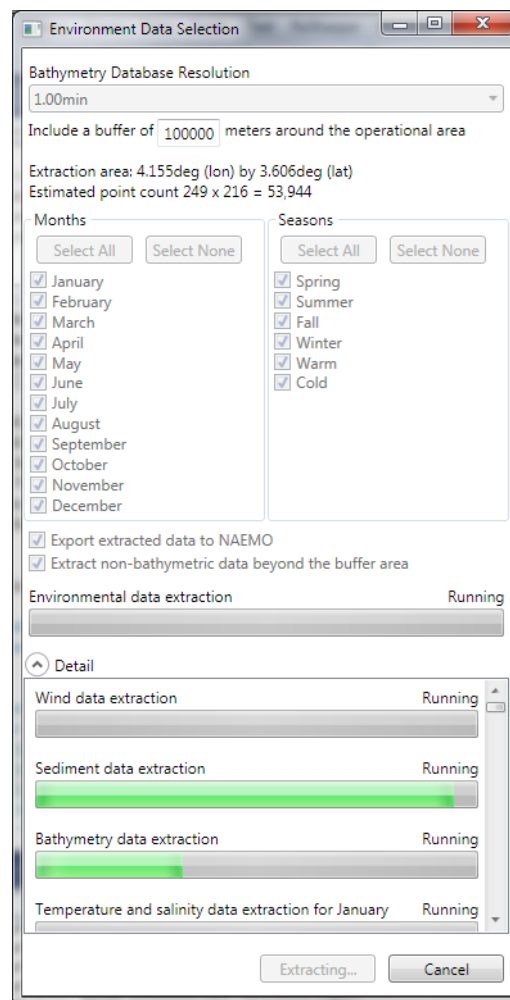 Environment Data Selection
Bathymetry Database Resolution
1.00min
Include a buffer of 100000 meters around the operational area
Extraction area: 4.155deg (lon) by 3.606deg (lat)
Estimated point count 249 x 216 = 53,944
Months Seasons
Select All Select None Select All Select None
January Spring
February Summer
March Fall
April Winter
May Warm
June Cold
July
August
September
October
November
December
Export extracted data to NAEMO
Extract non-bathymetric data beyond the buffer area
Environmental data extraction Running
Detail
Wind data extraction Running
Sediment data extraction Running
Bathymetry data extraction Running
Temperature and salinity data extraction for January Running
Extracting... Cancel